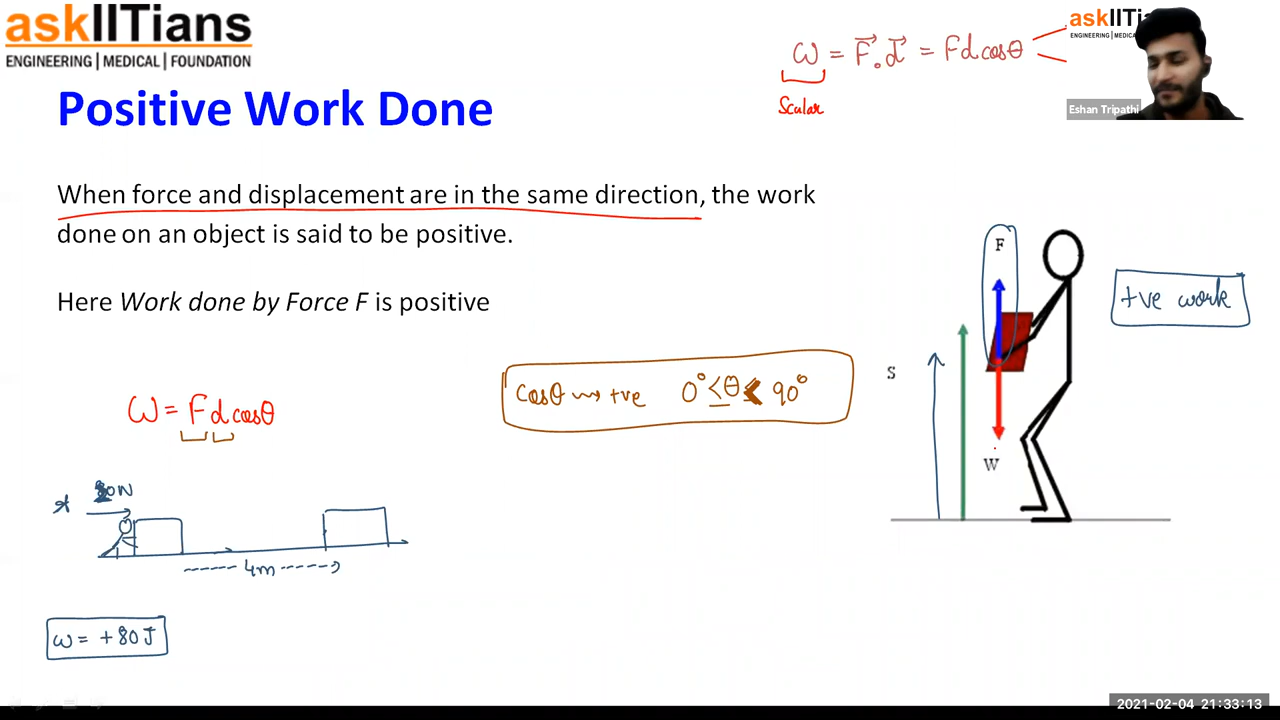 askIITians
ENGINEERING | MEDICAL | FOUNDATION
ω = F⃗ . d⃗ = Fd cosθ
Scalar
askIITians
ENGINEERING | MEDICAL
Eshan Tripathi
Positive Work Done
When force and displacement are in the same direction, the work
done on an object is said to be positive.
Here Work done by Force F is positive
F
+ve work
S
W
cosθ → +ve 0° ≤ θ < 90°
ω = Fd cosθ
4m
ω = +80J
2021-02-04 21:33:13